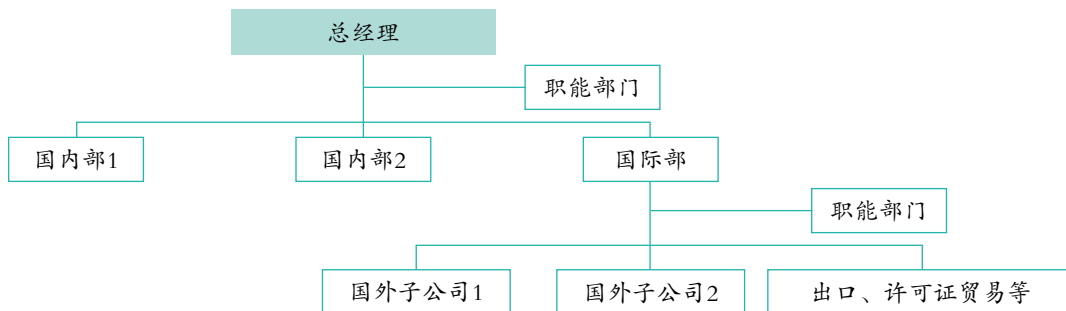 总经理
职能部门
国内部1
国内部2
国际部
职能部门
国外子公司1
国外子公司2
出口、许可证贸易等